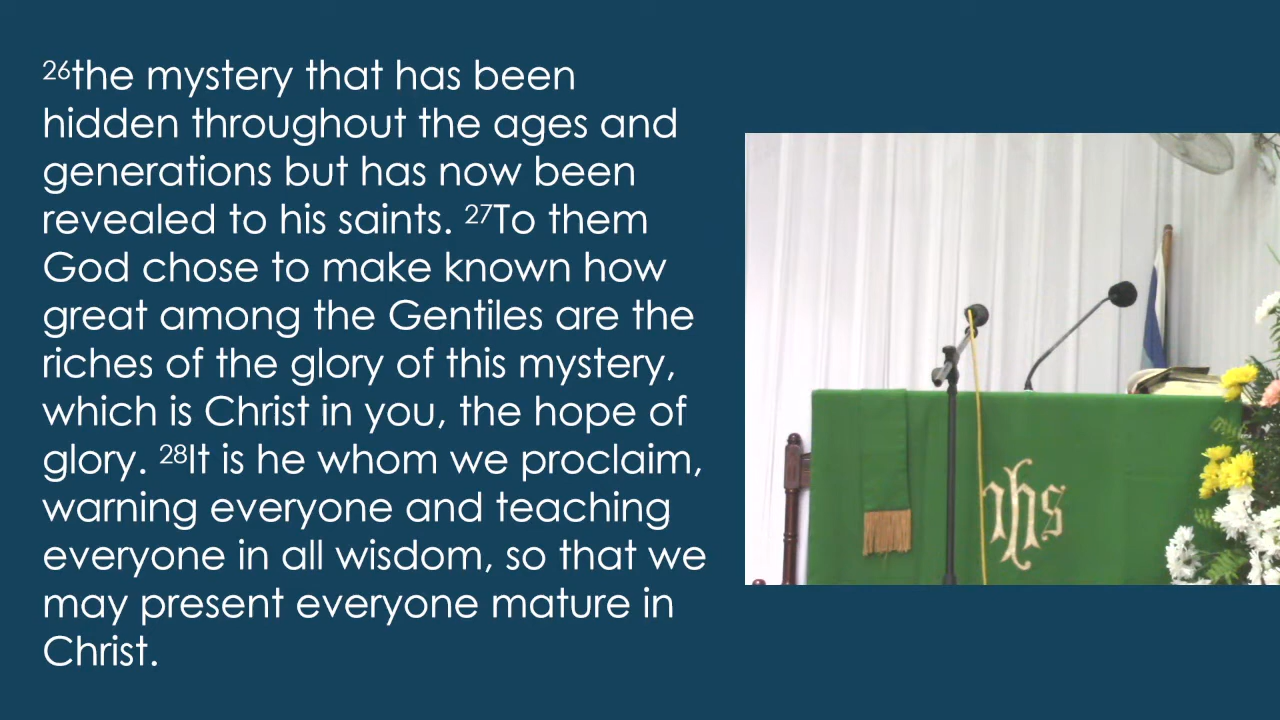 26the mystery that has been
hidden throughout the ages and
generations but has now been
revealed to his saints. 27To them
God chose to make known how
great among the Gentiles are the
riches of the glory of this mystery,
which is Christ in you, the hope of
glory. 28It is he whom we proclaim,
warning everyone and teaching
everyone in all wisdom, so that we
may present everyone mature in
Christ.
ihs